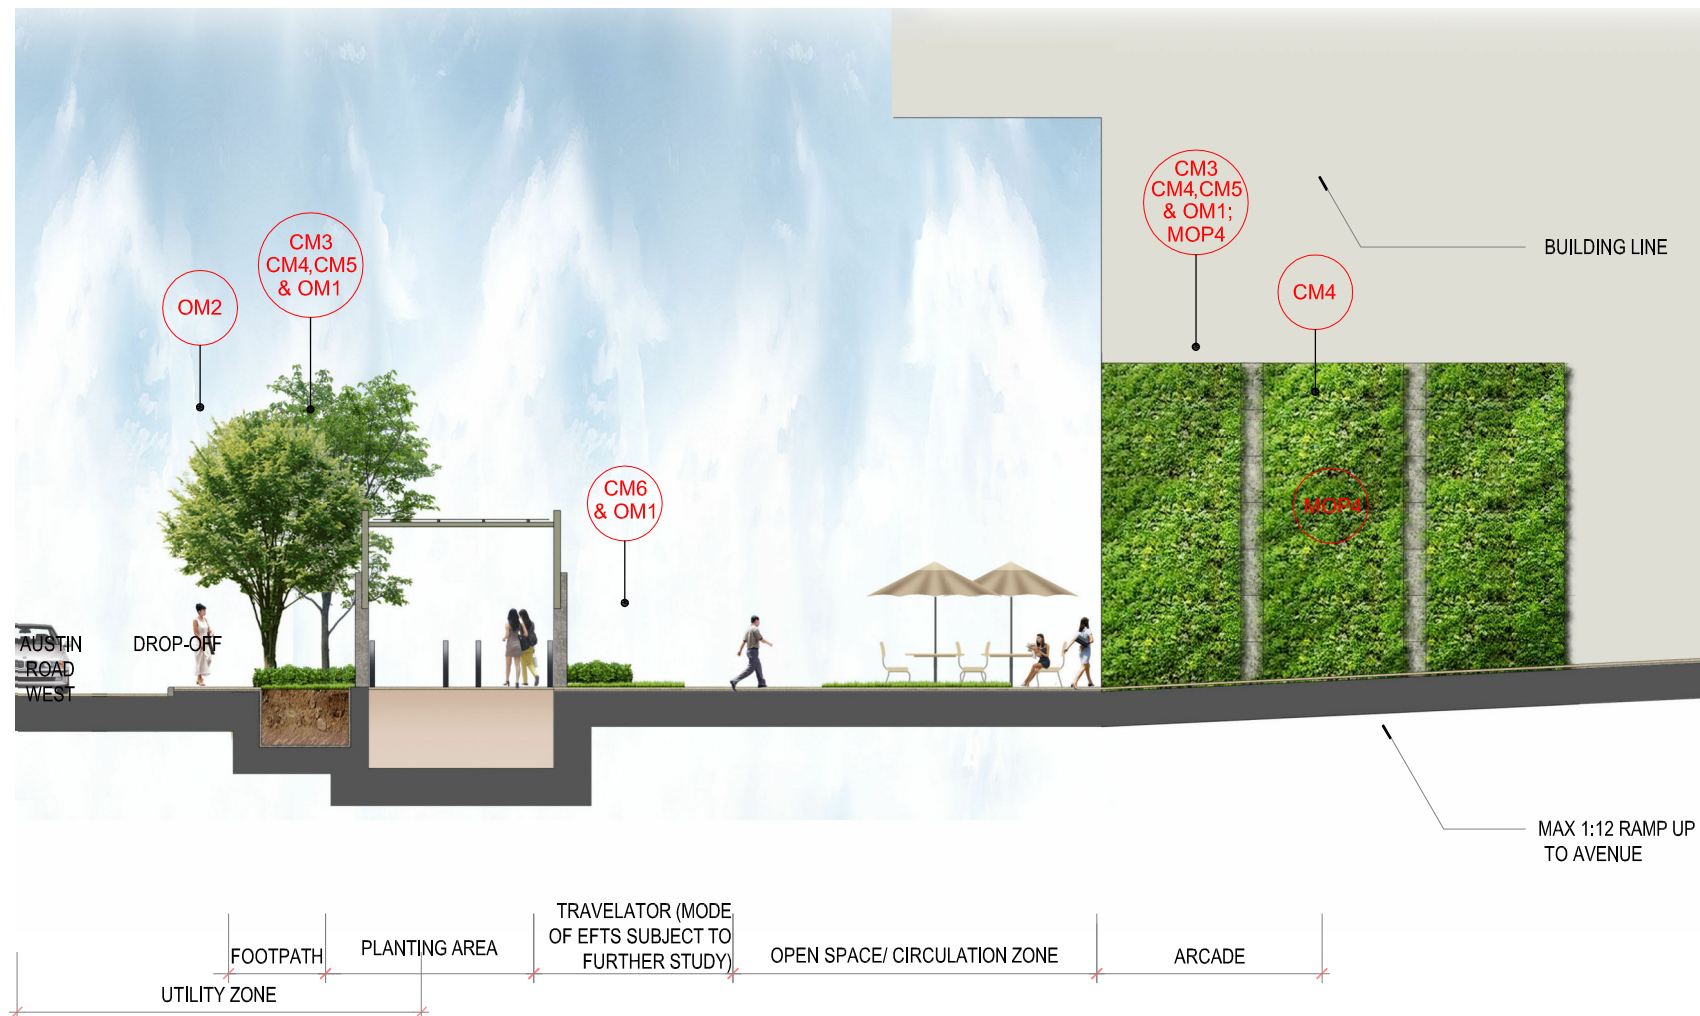 CM3
CM4,CM5
& OM1;
MOP4
CM3
CM4,CM5
& OM1
OM2
CM4
BUILDING LINE
CM6
& OM1
MOP4
AUSTIN
ROAD
WEST
DROP-OFF
MAX 1:12 RAMP UP
TO AVENUE
FOOTPATH
PLANTING AREA
TRAVELATOR (MODE
OF EFTS SUBJECT TO
FURTHER STUDY)
OPEN SPACE/ CIRCULATION ZONE
ARCADE
UTILITY ZONE